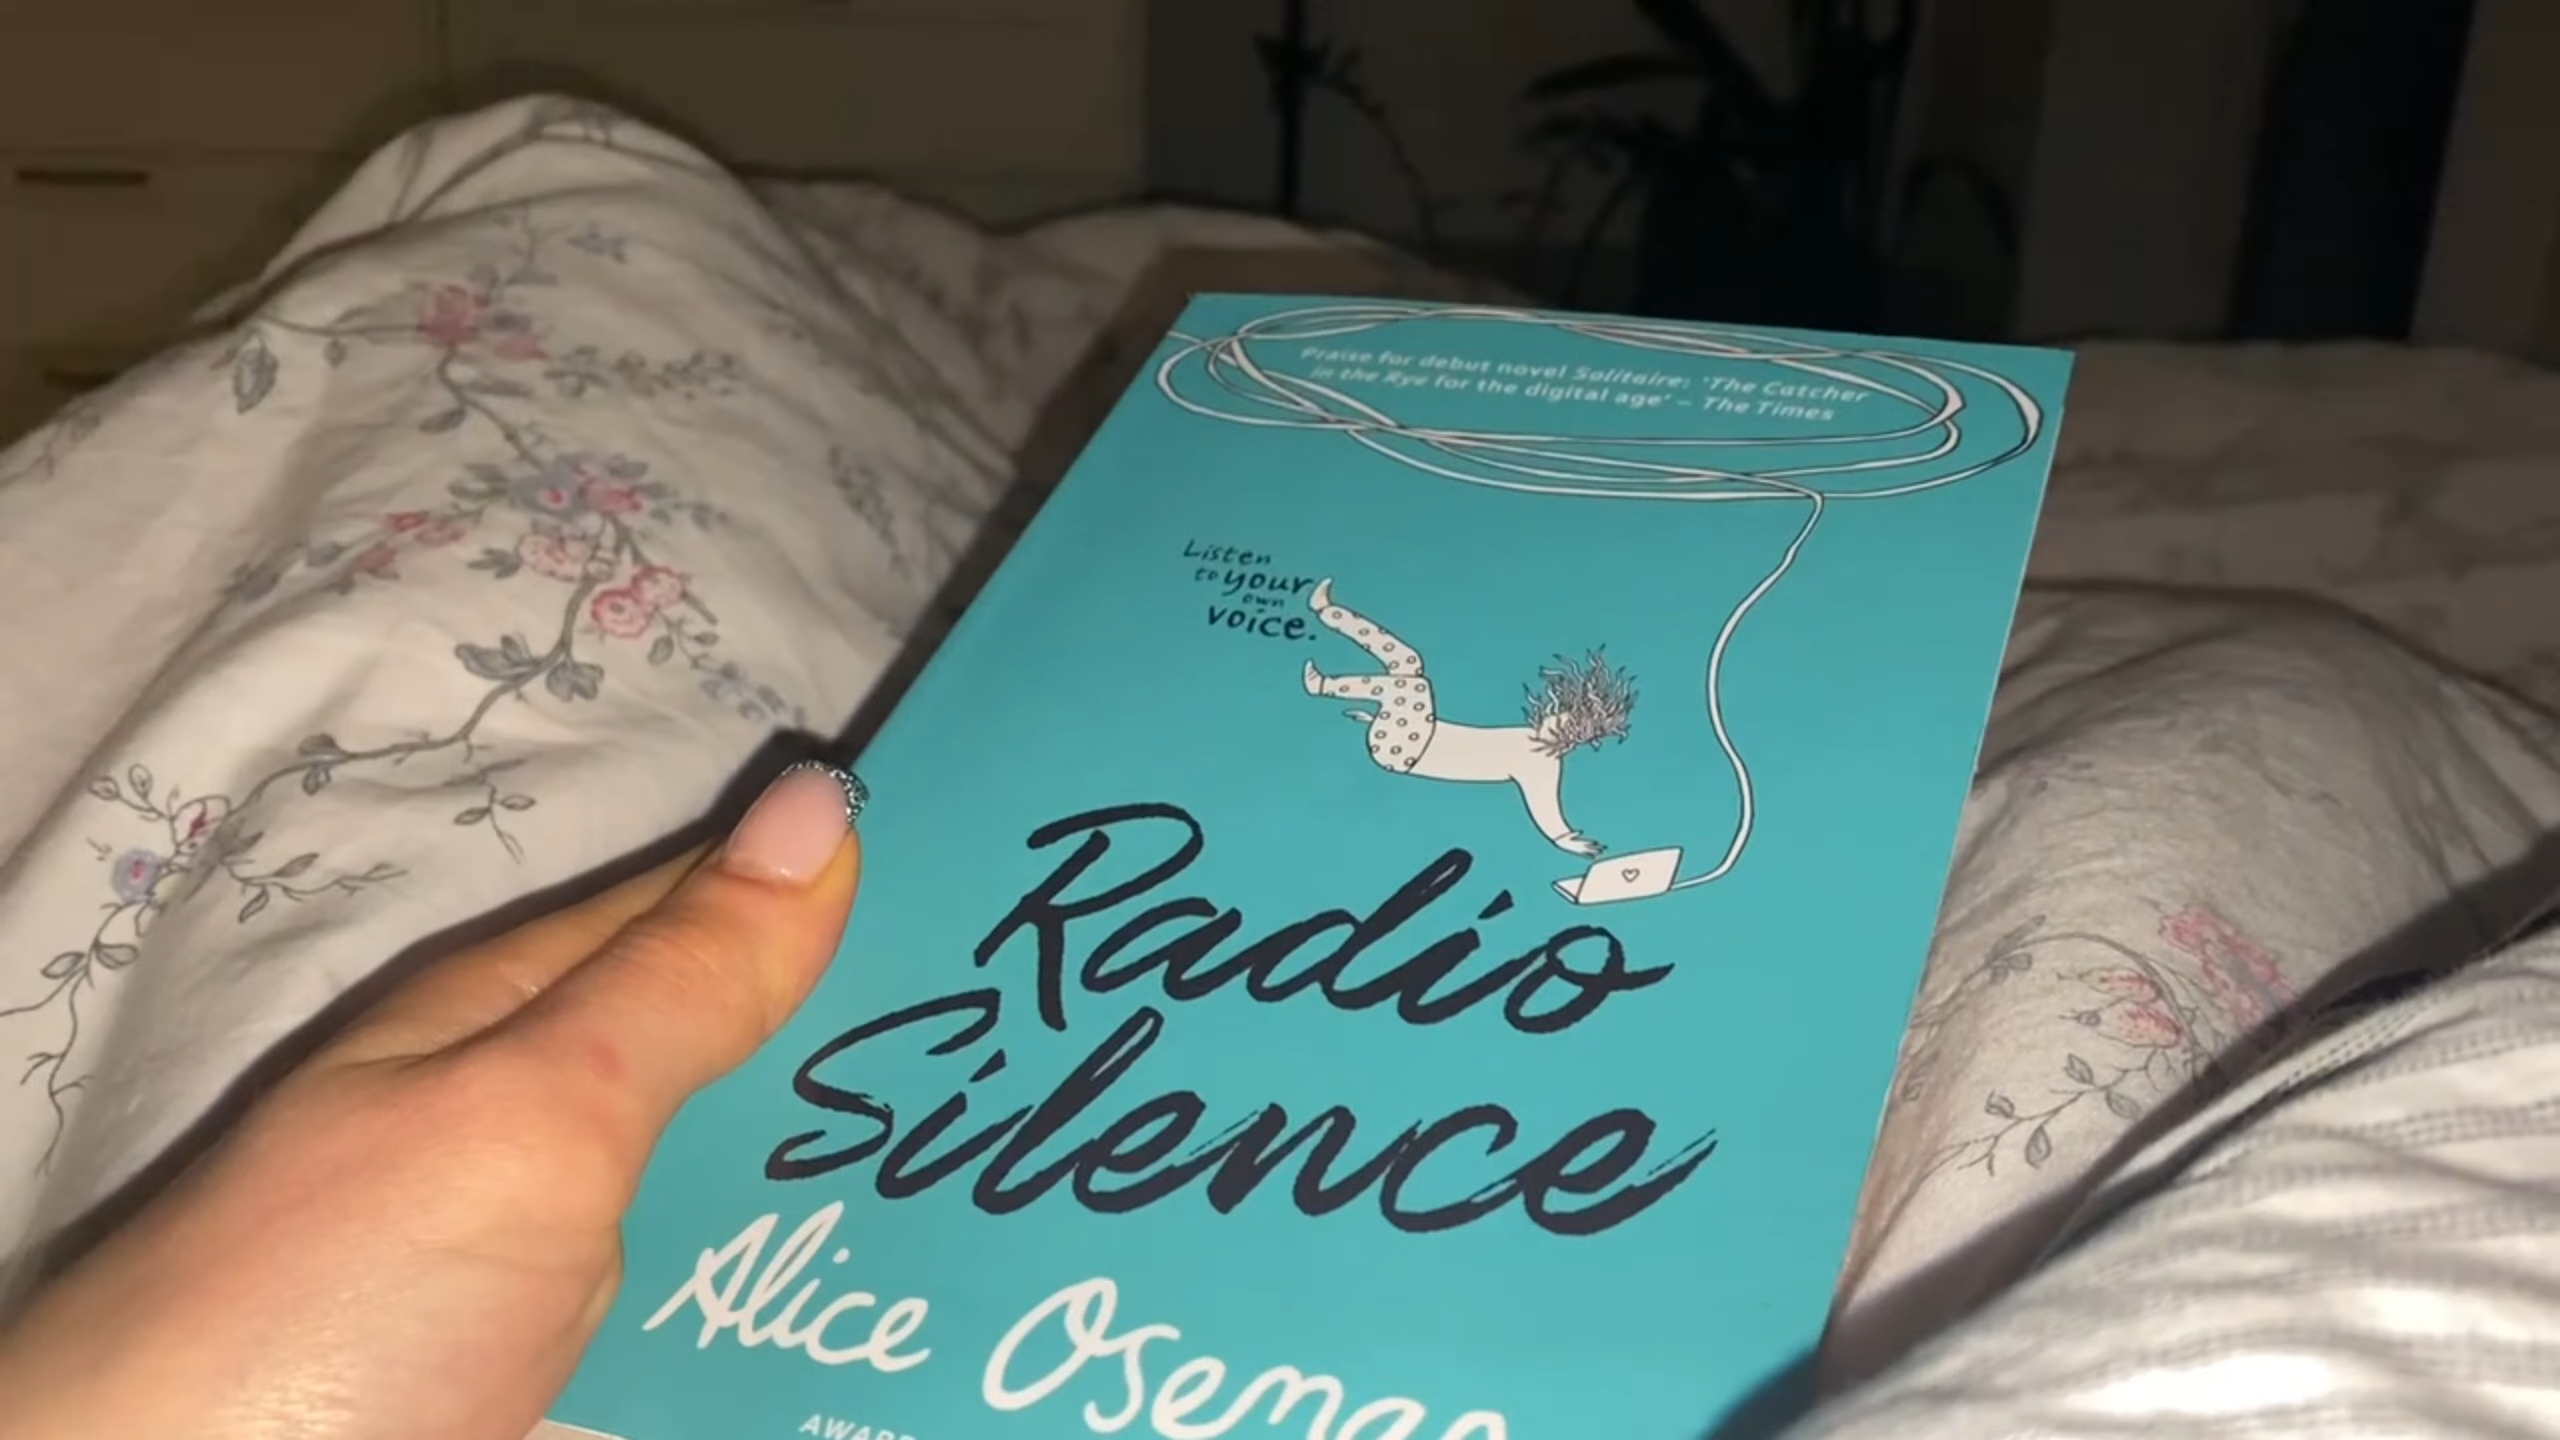 Praise for debut novel Solitaire: 'The Catcher
in the Rye for the digital age' – The Times
Listen
to your
own
voice.
Radio
Silence
Alice Oseman